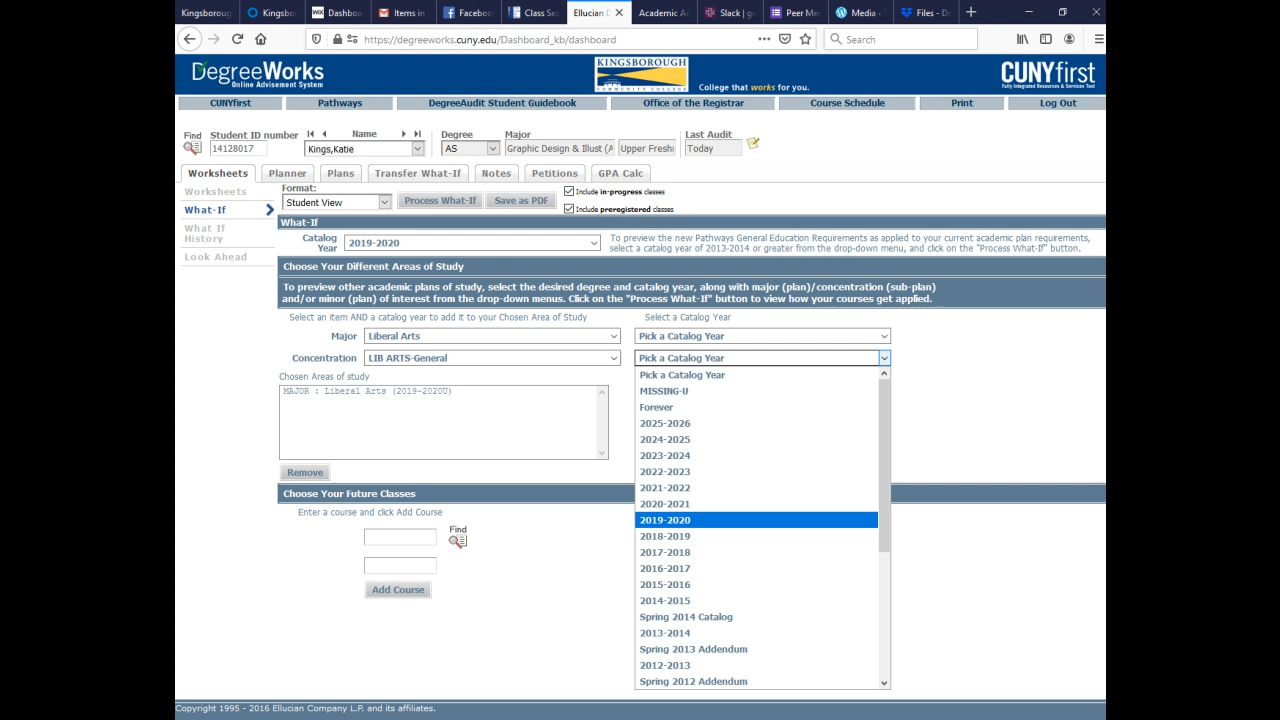 Kingsborou Kingsbo WIX Dashboa Items in Faceboo Class Sea Ellucian D Academic A Slack | g Peer Me Media ‹ Files - D
https://degreeworks.cuny.edu/Dashboard_kb/dashboard Search
DegreeWorks
Online Advisement System
KINGSBOROUGH
COMMUNITY COLLEGE
College that works for you.
CUNYfirst
Fully Integrated Resources & Services Tool
CUNYfirst Pathways DegreeAudit Student Guidebook Office of the Registrar Course Schedule Print Log Out
Find Student ID number Name Degree Major Last Audit
14128017 Kings,Katie AS Graphic Design & Illust (A Upper Freshi Today
Worksheets Planner Plans Transfer What-If Notes Petitions GPA Calc
Worksheets
What-If
What If
History
Look Ahead
Format:
Student View Process What-If Save as PDF
Include in-progress classes
Include preregistered classes
What-If
Catalog
Year
2019-2020
To preview the new Pathways General Education Requirements as applied to your current academic plan requirements,
select a catalog year of 2013-2014 or greater from the drop-down menu, and click on the "Process What-If" button.
Choose Your Different Areas of Study
To preview other academic plans of study, select the desired degree and catalog year, along with major (plan)/concentration (sub-plan)
and/or minor (plan) of interest from the drop-down menus. Click on the "Process What-If" button to view how your courses get applied.
Select an item AND a catalog year to add it to your Chosen Area of Study Select a Catalog Year
Major Liberal Arts Pick a Catalog Year
Concentration LIB ARTS-General Pick a Catalog Year
Chosen Areas of study
MAJOR : Liberal Arts (2019-2020U)
Remove
Choose Your Future Classes
Enter a course and click Add Course
Find
Add Course
Pick a Catalog Year
MISSING-U
Forever
2025-2026
2024-2025
2023-2024
2022-2023
2021-2022
2020-2021
2019-2020
2018-2019
2017-2018
2016-2017
2015-2016
2014-2015
Spring 2014 Catalog
2013-2014
Spring 2013 Addendum
2012-2013
Spring 2012 Addendum
Copyright 1995 - 2016 Ellucian Company L.P. and its affiliates.